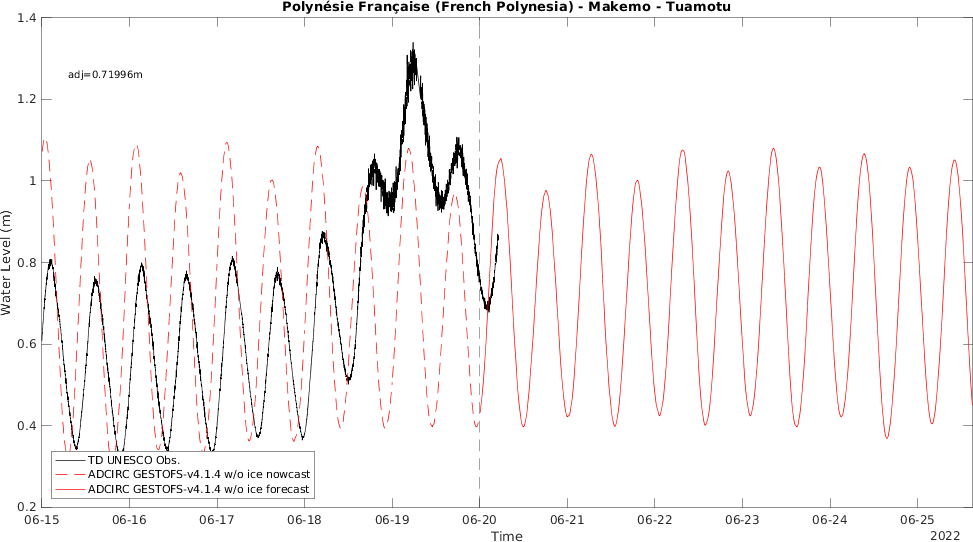 Polynésie Française (French Polynesia) - Makemo - Tuamotu
1.4
adj=0.71996m
1.2
1
0.8
0.6
0.4
0.2
Water Level (m)
TD UNESCO Obs.
ADCIRC GESTOFS-v4.1.4 w/o ice nowcast
ADCIRC GESTOFS-v4.1.4 w/o ice forecast
06-15 06-16 06-17 06-18 06-19 06-20 06-21 06-22 06-23 06-24 06-25
Time
2022